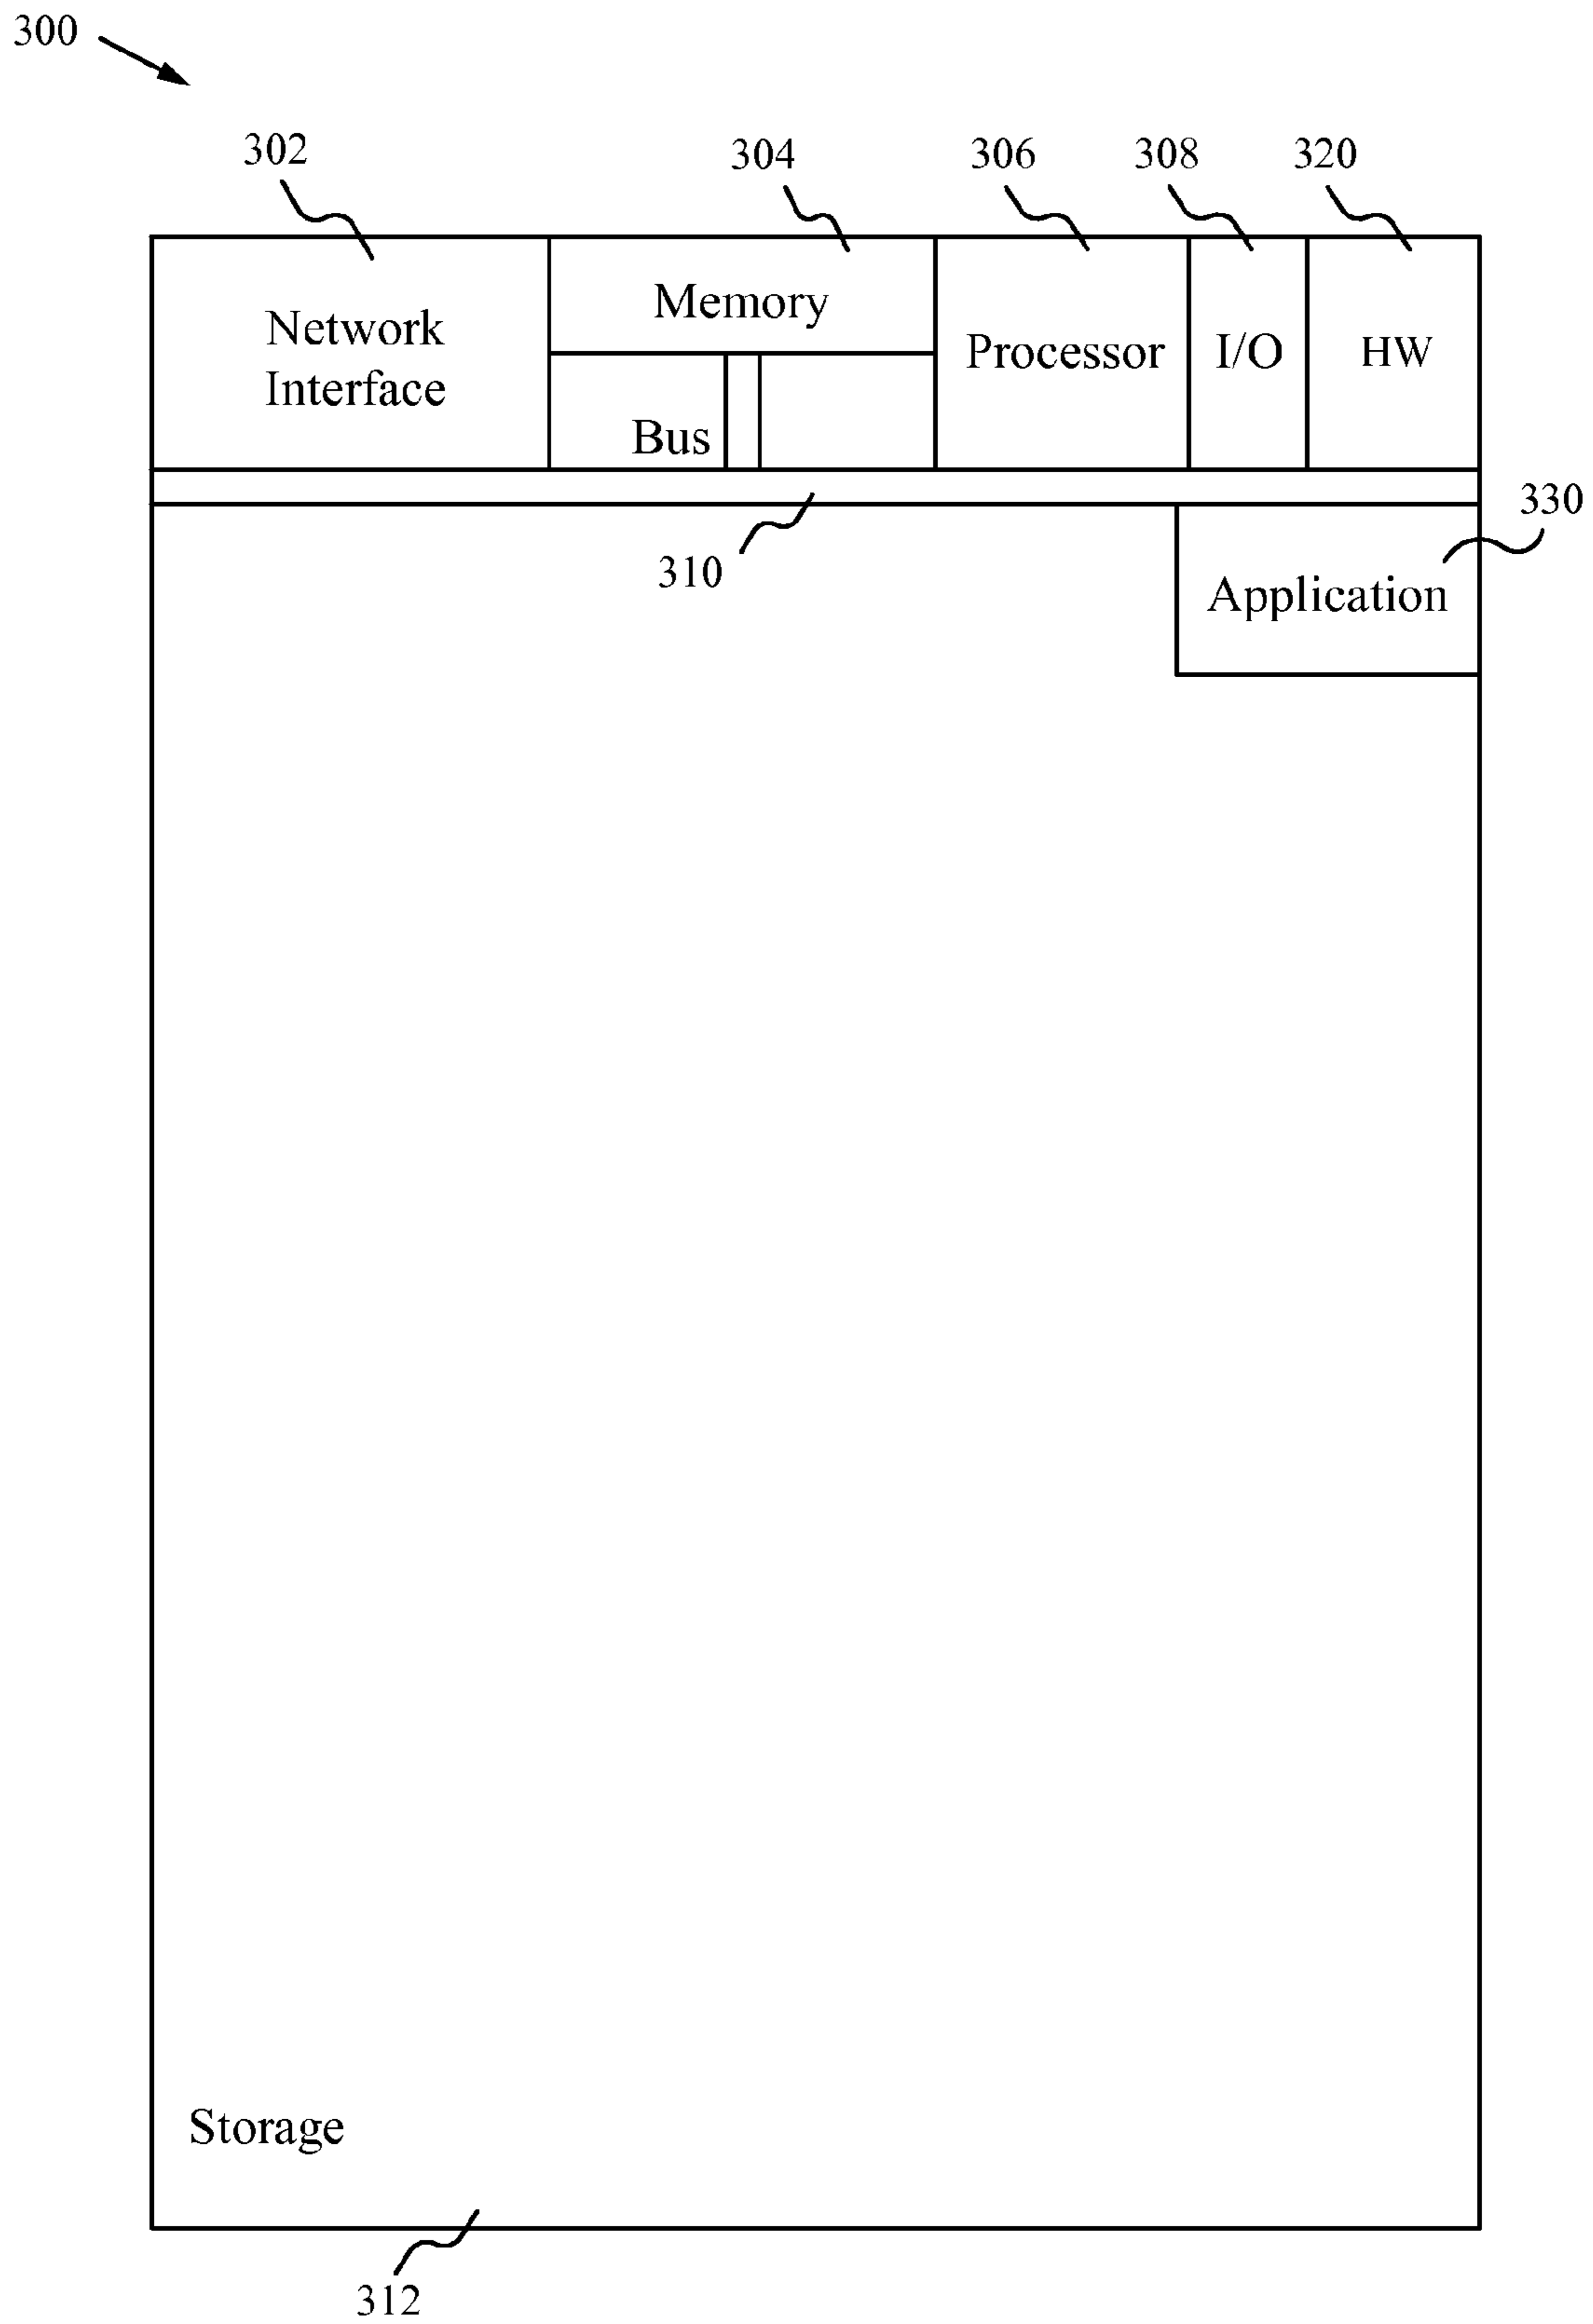 300
302
304
306
308
320
Network
Interface
Memory
Processor
I/O
HW
Bus
330
310
Application
Storage
312